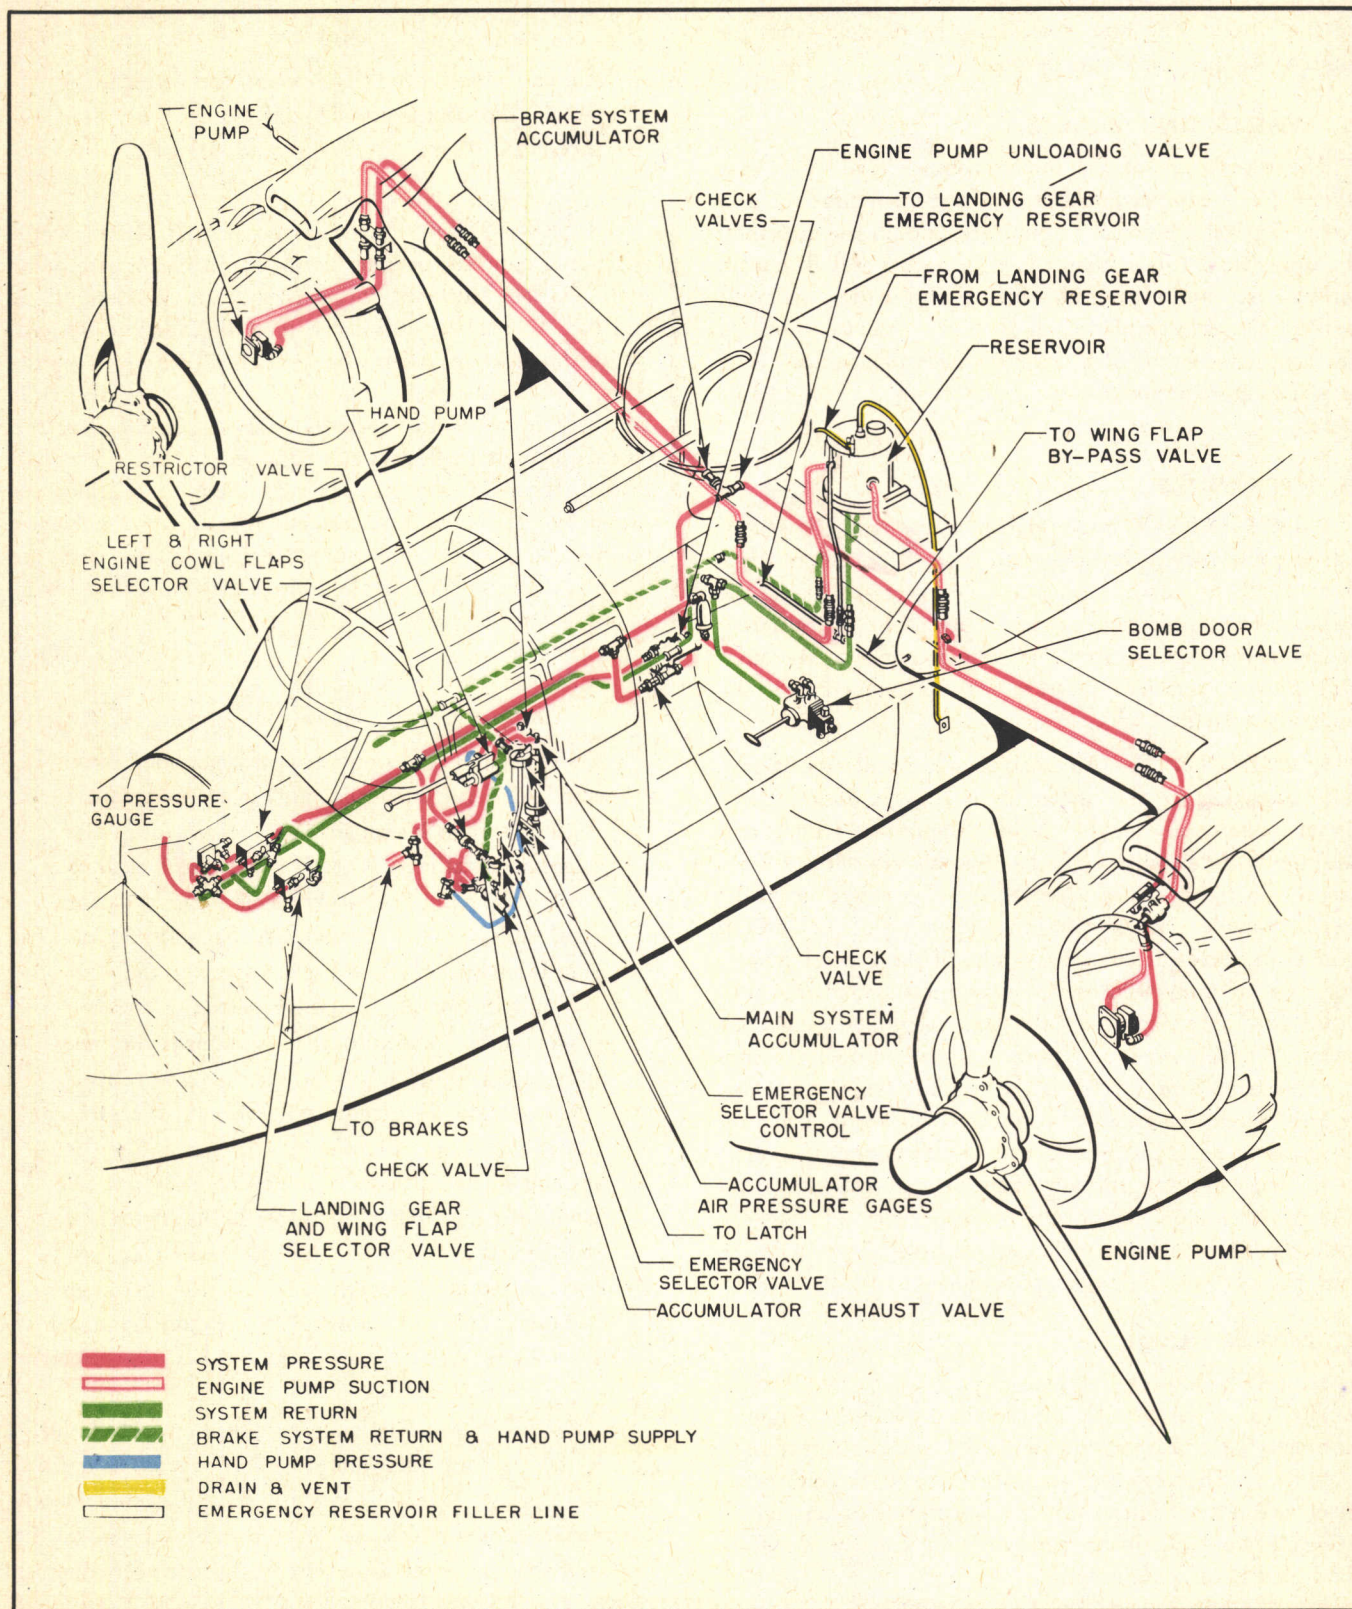 ENGINE
PUMP
BRAKE SYSTEM
ACCUMULATOR
ENGINE PUMP UNLOADING VALVE
CHECK
VALVES
TO LANDING GEAR
EMERGENCY RESERVOIR
FROM LANDING GEAR
EMERGENCY RESERVOIR
RESERVOIR
HAND PUMP
TO WING FLAP
BY-PASS VALVE
RESTRICTOR VALVE
LEFT & RIGHT
ENGINE COWL FLAPS
SELECTOR VALVE
BOMB DOOR
SELECTOR VALVE
TO PRESSURE
GAUGE
CHECK
VALVE
MAIN SYSTEM
ACCUMULATOR
EMERGENCY
SELECTOR VALVE
CONTROL
TO BRAKES
CHECK VALVE
ACCUMULATOR
AIR PRESSURE GAGES
LANDING GEAR
AND WING FLAP
SELECTOR VALVE
TO LATCH
ENGINE PUMP
EMERGENCY
SELECTOR VALVE
ACCUMULATOR EXHAUST VALVE
SYSTEM PRESSURE
ENGINE PUMP SUCTION
SYSTEM RETURN
BRAKE SYSTEM RETURN & HAND PUMP SUPPLY
HAND PUMP PRESSURE
DRAIN & VENT
EMERGENCY RESERVOIR FILLER LINE